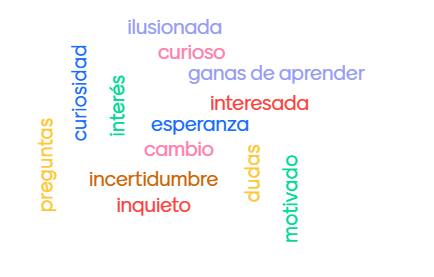 ilusionada
curioso
ganas de aprender
curiosidad
interés
interesada
esperanza
cambio
preguntas
incertidumbre
dudas
inquieto
motivado